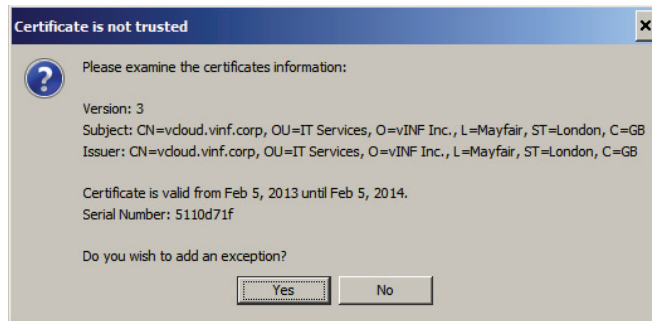 Certificate is not trusted
Please examine the certificates information:
Version: 3
Subject: CN=vcloud.vinf.corp, OU=IT Services, O=vINF Inc., L=Mayfair, ST=London, C=GB
Issuer: CN=vcloud.vinf.corp, OU=IT Services, O=vINF Inc., L=Mayfair, ST=London, C=GB
Certificate is valid from Feb 5, 2013 until Feb 5, 2014.
Serial Number: 5110d71f
Do you wish to add an exception?
Yes No